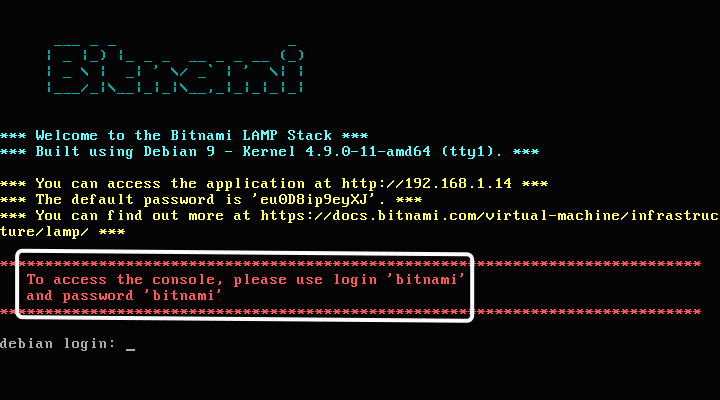 Bitnami
*** Welcome to the Bitnami LAMP Stack ***
*** Built using Debian 9 - Kernel 4.9.0-11-amd64 (tty1). ***
*** You can access the application at http://192.168.1.14 ***
*** The default password is 'eu0D8ip9eyXJ'. ***
*** You can find out more at https://docs.bitnami.com/virtual-machine/infrastruc
ture/lamp/ ***
******************************************************************************
To access the console, please use login 'bitnami'
and password 'bitnami'
******************************************************************************
debian login: _